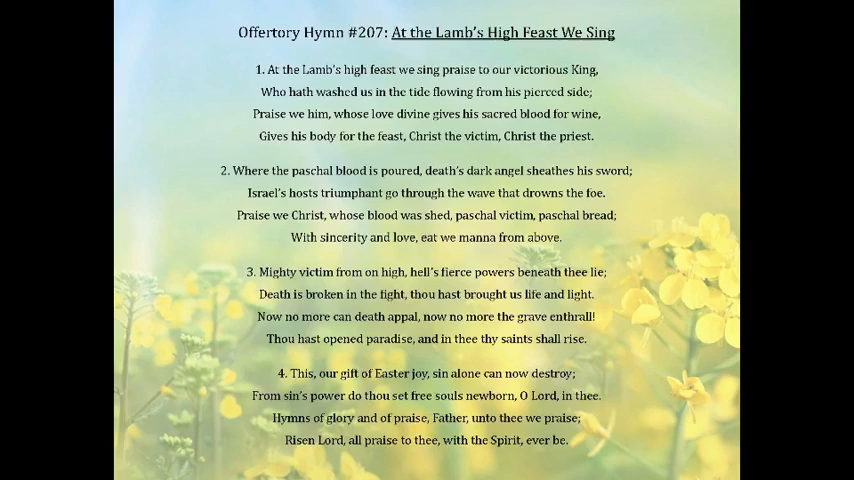 Offertory Hymn #207: At the Lamb's High Feast We Sing
1. At the Lamb's high feast we sing praise to our victorious King,
Who hath washed us in the tide flowing from his pierced side;
Praise we him, whose love divine gives his sacred blood for wine,
Gives his body for the feast, Christ the victim, Christ the priest.
2. Where the paschal blood is poured, death's dark angel sheathes his sword;
Israel's hosts triumphant go through the wave that drowns the foe.
Praise we Christ, whose blood was shed, paschal victim, paschal bread;
With sincerity and love, eat we manna from above.
3. Mighty victim from on high, hell's fierce powers beneath thee lie;
Death is broken in the fight, thou hast brought us life and light.
Now no more can death appal, now no more the grave enthrall!
Thou hast opened paradise, and in thee thy saints shall rise.
4. This, our gift of Easter joy, sin alone can now destroy;
From sin's power do thou set free souls newborn, O Lord, in thee.
Hymns of glory and of praise, Father, unto thee we praise;
Risen Lord, all praise to thee, with the Spirit, ever be.